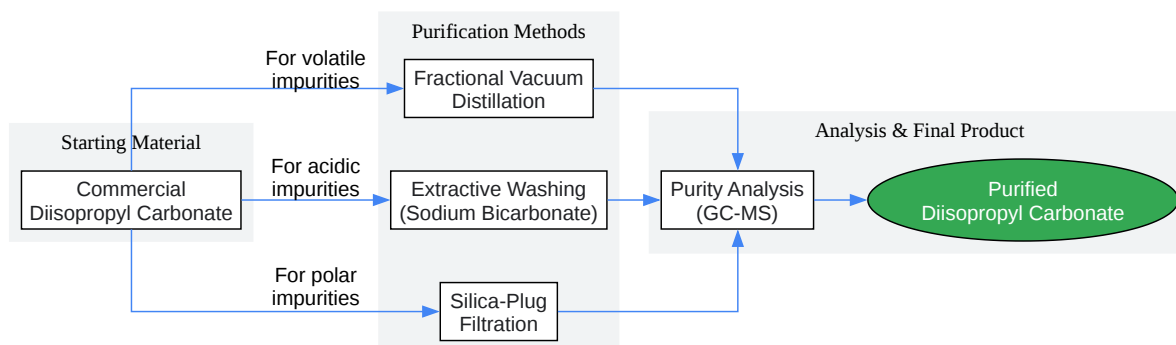 Purification Methods
For volatile
impurities
Fractional Vacuum
Distillation
Starting Material
Commercial
Diisopropyl Carbonate
For acidic
impurities
Extractive Washing
(Sodium Bicarbonate)
Analysis & Final Product
Purity Analysis
(GC-MS)
Purified
Diisopropyl Carbonate
For polar
impurities
Silica-Plug
Filtration